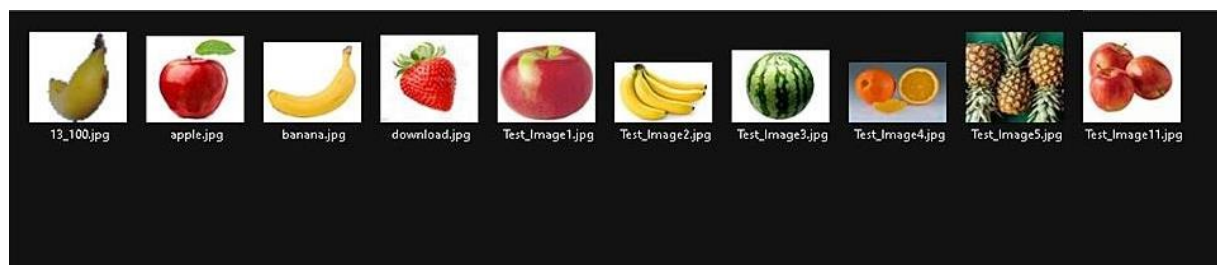 13_100.jpg
apple.jpg
banana.jpg
download.jpg
Test_Image1.jpg
Test_Image2.jpg
Test_Image3.jpg
Test_Image4.jpg
Test_Image5.jpg
Test_Image11.jpg